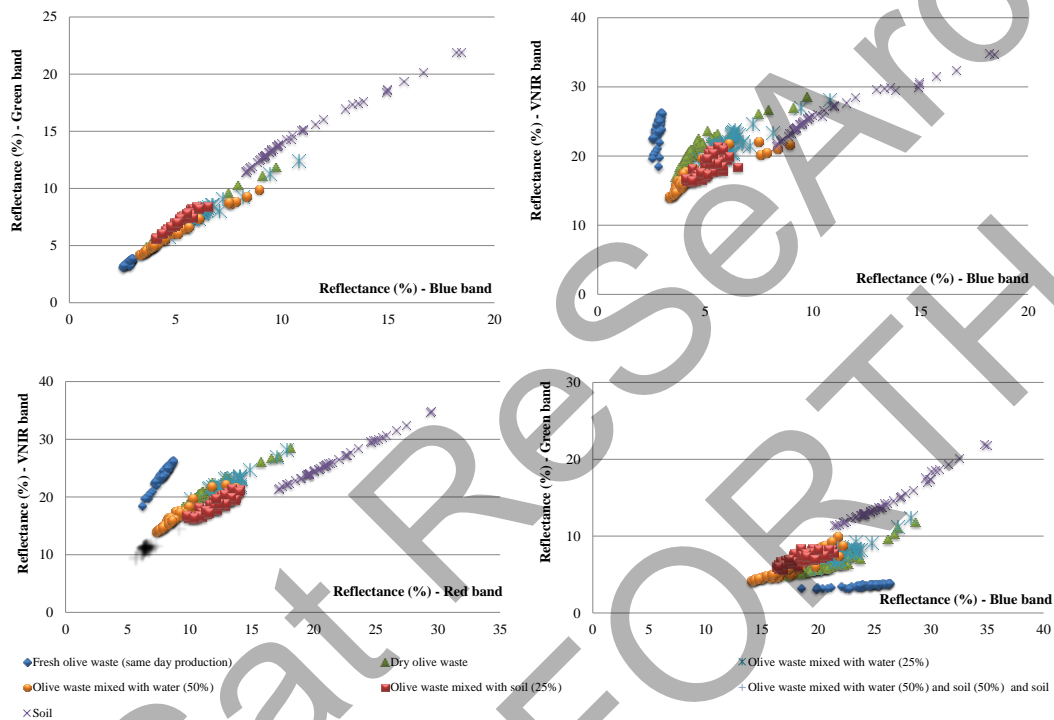 25
20
15
10
5
0
Reflectance (%) - Green band
Reflectance (%) - Blue band
0 5 10 15 20
40
30
20
10
0
Reflectance (%) - VNIR band
Reflectance (%) - Blue band
0 5 10 15 20
40
30
20
10
0
Reflectance (%) - VNIR band
Reflectance (%) - Red band
0 5 10 15 20 25 30 35
30
20
10
0
Reflectance (%) - Green band
Reflectance (%) - Blue band
0 5 10 15 20 25 30 35 40
Fresh olive waste (same day production)
Dry olive waste
Olive waste mixed with water (25%)
Olive waste mixed with water (50%)
Olive waste mixed with soil (25%)
Olive waste mixed with water (50%) and soil (50%) and soil
Soil
Sat ReSeAr
FORTH